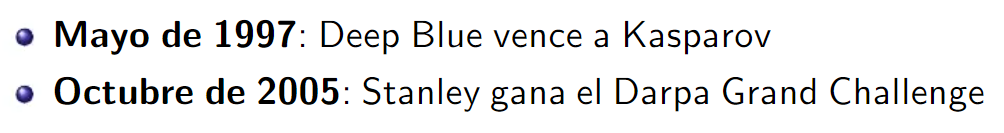 Mayo de 1997: Deep Blue vence a Kasparov
Octubre de 2005: Stanley gana el Darpa Grand Challenge